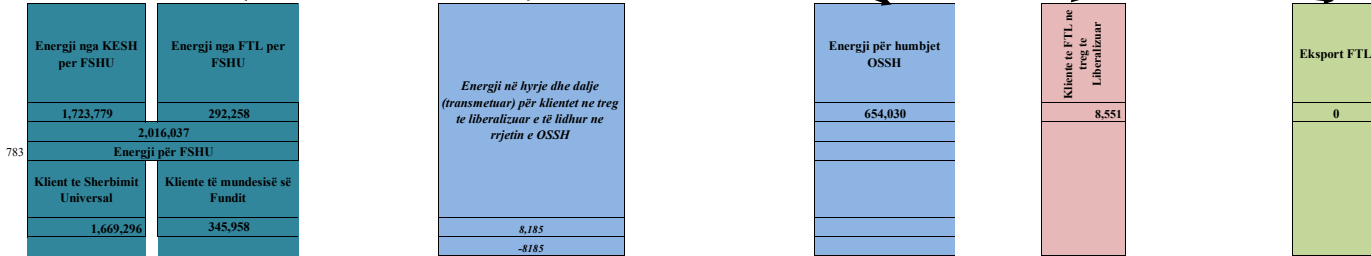 Energji nga KESH
per FSHU
Energji nga FTL per
FSHU
1,723,779
292,258
2,016,037
783
Energji për FSHU
Klient te Sherbimit
Universal
Kliente të mundesisë së
Fundit
1,669,296
345,958
Energji në hyrje dhe dalje
(transmetuar) për klientet ne treg
te liberalizuar e të lidhur ne
rrjetin e OSSH
8,185
-8185
Energji për humbjet
OSSH
654,030
Kliente te FTL ne
treg te
Liberalizuar
8,551
Eksport FTL
0